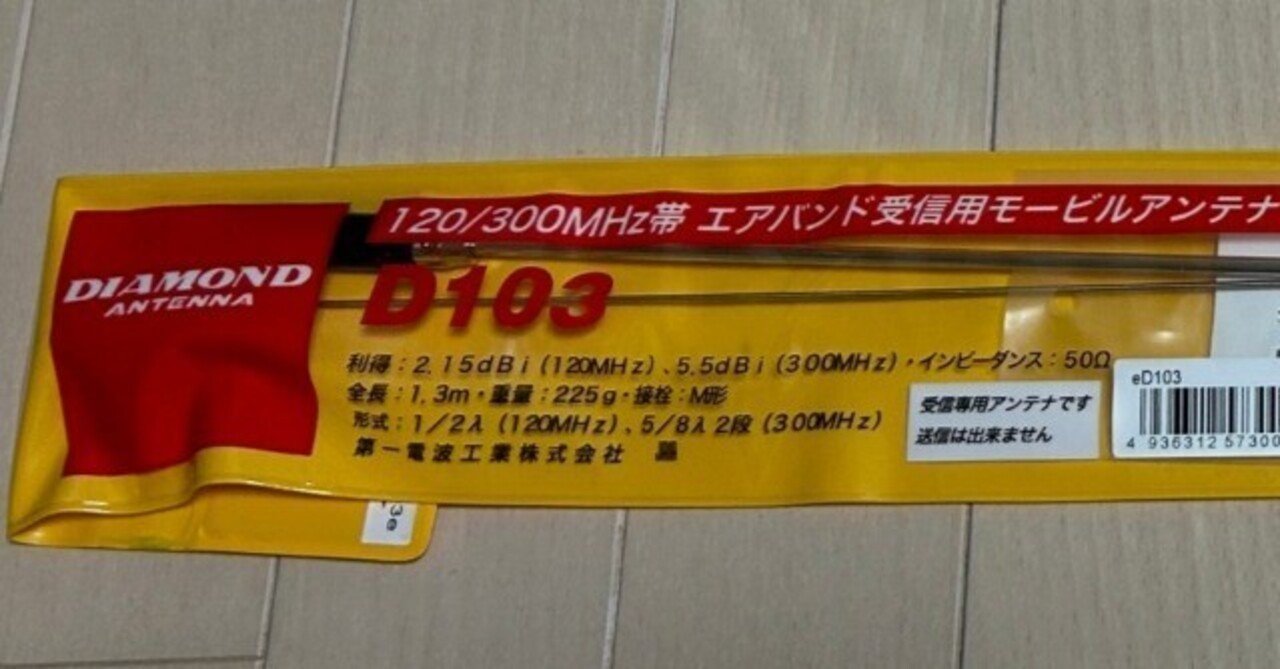 120/300MHz帯 エアバンド受信用モービルアンテナ
DIAMOND
ANTENNA
D103
利得：2.15dBi（120MHz）、5.5dBi（300MHz）・インピーダンス：50Ω
全長：1.3m・重量：225g・接栓：M形
形式：1/2λ（120MHz）、5/8λ2段（300MHz）
第一電波工業株式会社
受信専用アンテナです
送信は出来ません
eD103
4 936312 57300
3e